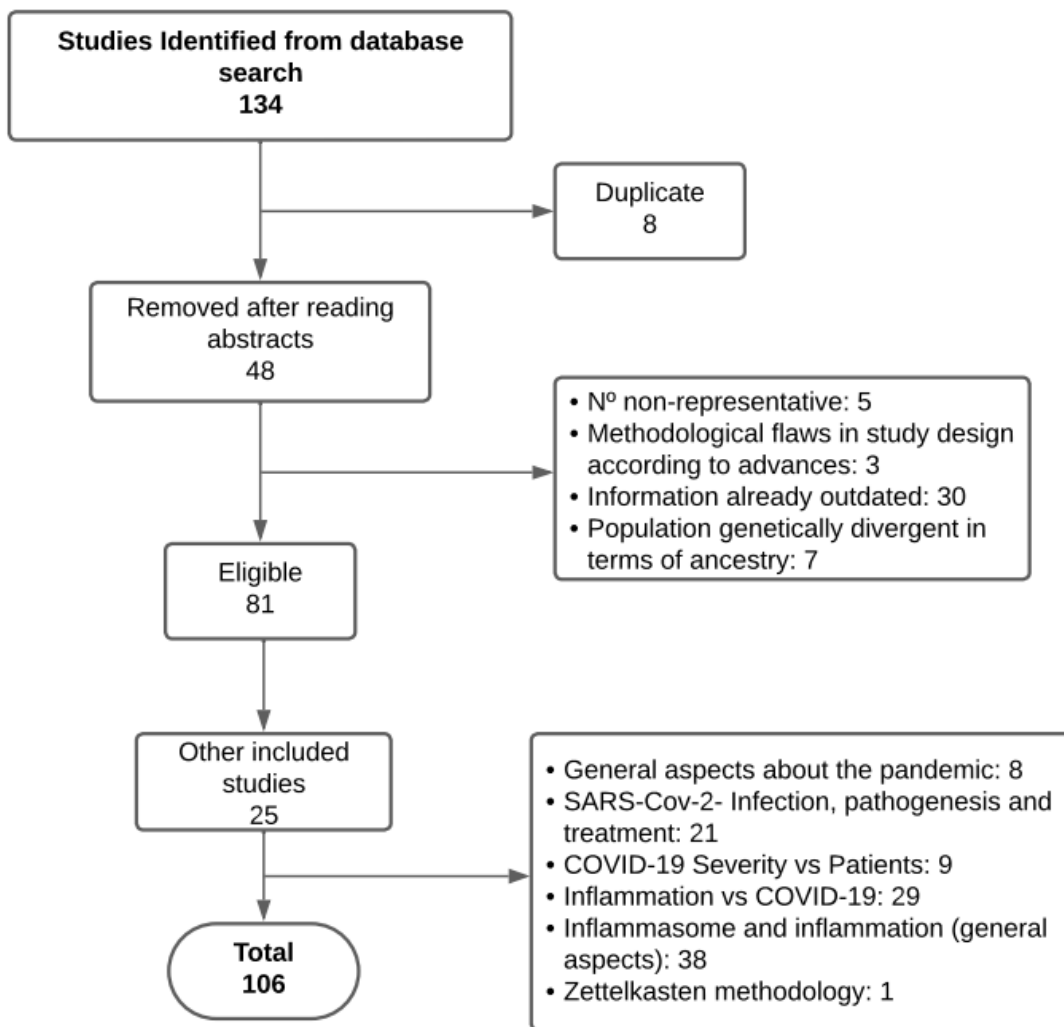 Studies Identified from database
search
134
Duplicate
8
Removed after reading
abstracts
48
• Nº non-representative: 5
• Methodological flaws in study design
according to advances: 3
• Information already outdated: 30
• Population genetically divergent in
terms of ancestry: 7
Eligible
81
Other included
studies
25
• General aspects about the pandemic: 8
• SARS-Cov-2- Infection, pathogenesis and
treatment: 21
• COVID-19 Severity vs Patients: 9
• Inflammation vs COVID-19: 29
• Inflammasome and inflammation (general
aspects): 38
• Zettelkasten methodology: 1
Total
106